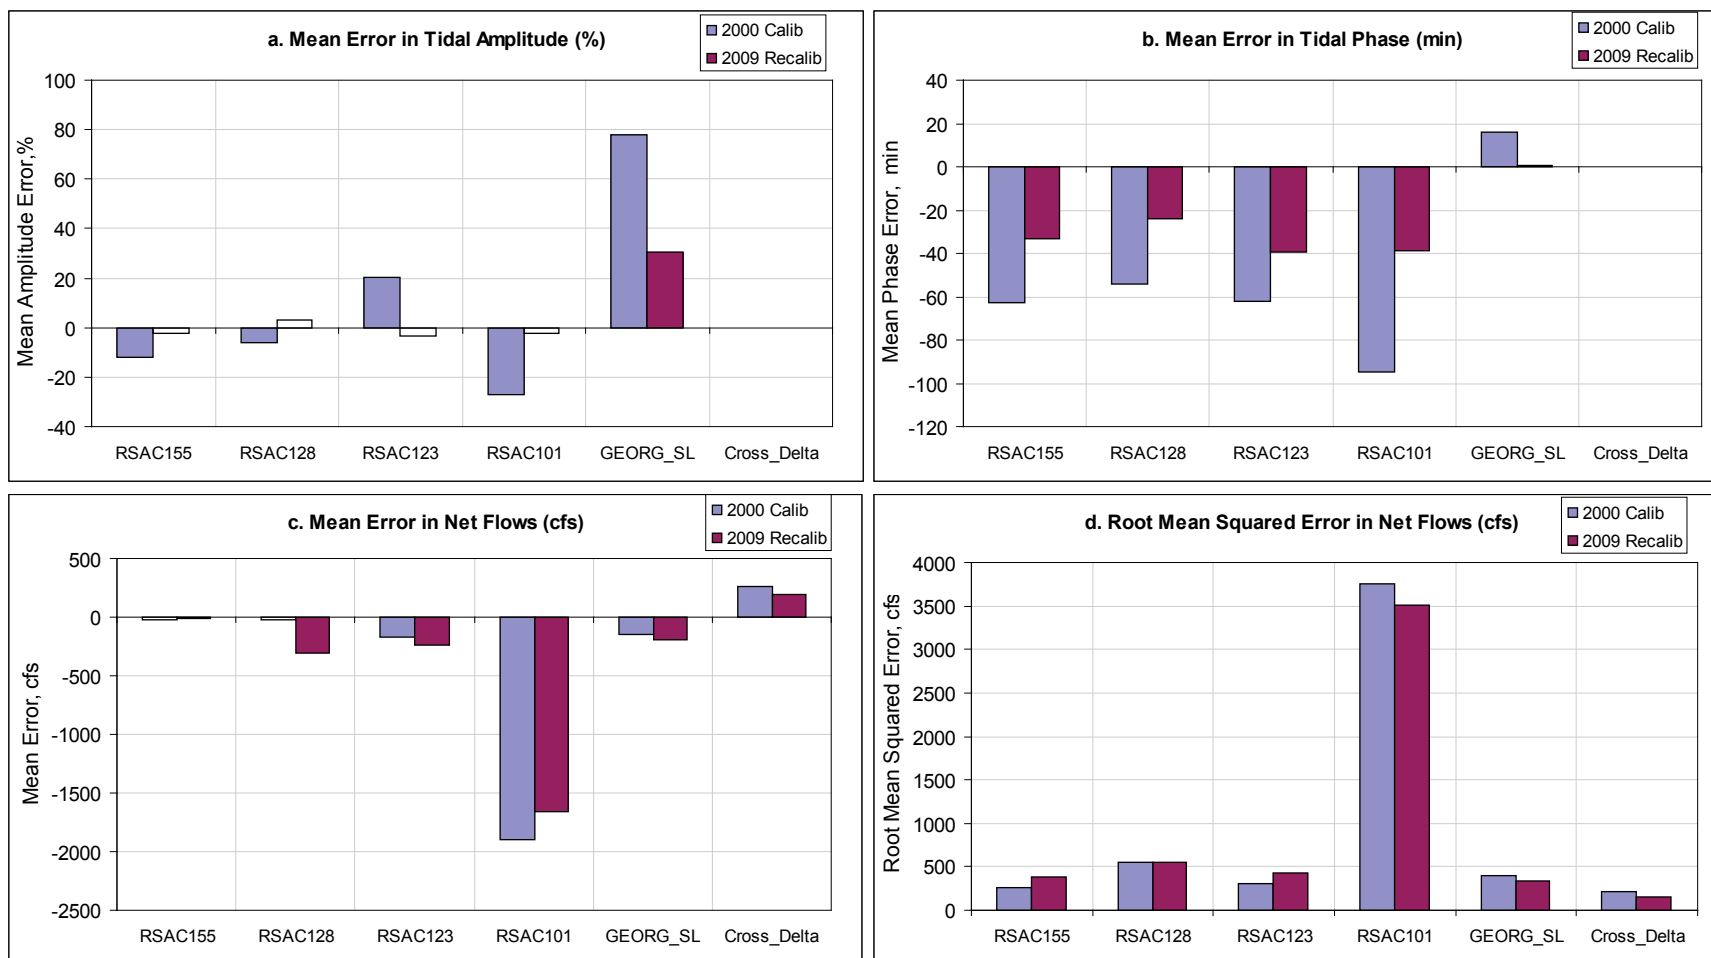 a. Mean Error in Tidal Amplitude (%)
2000 Calib
2009 Recalib
Mean Amplitude Error,%
100
80
60
40
20
0
-20
-40
RSAC155 RSAC128 RSAC123 RSAC101 GEORG_SL Cross_Delta
b. Mean Error in Tidal Phase (min)
2000 Calib
2009 Recalib
Mean Phase Error, min
40
20
0
-20
-40
-60
-80
-100
-120
RSAC155 RSAC128 RSAC123 RSAC101 GEORG_SL Cross_Delta
c. Mean Error in Net Flows (cfs)
2000 Calib
2009 Recalib
Mean Error, cfs
500
0
-500
-1000
-1500
-2000
-2500
RSAC155 RSAC128 RSAC123 RSAC101 GEORG_SL Cross_Delta
d. Root Mean Squared Error in Net Flows (cfs)
2000 Calib
2009 Recalib
Root Mean Squared Error, cfs
4000
3500
3000
2500
2000
1500
1000
500
0
RSAC155 RSAC128 RSAC123 RSAC101 GEORG_SL Cross_Delta